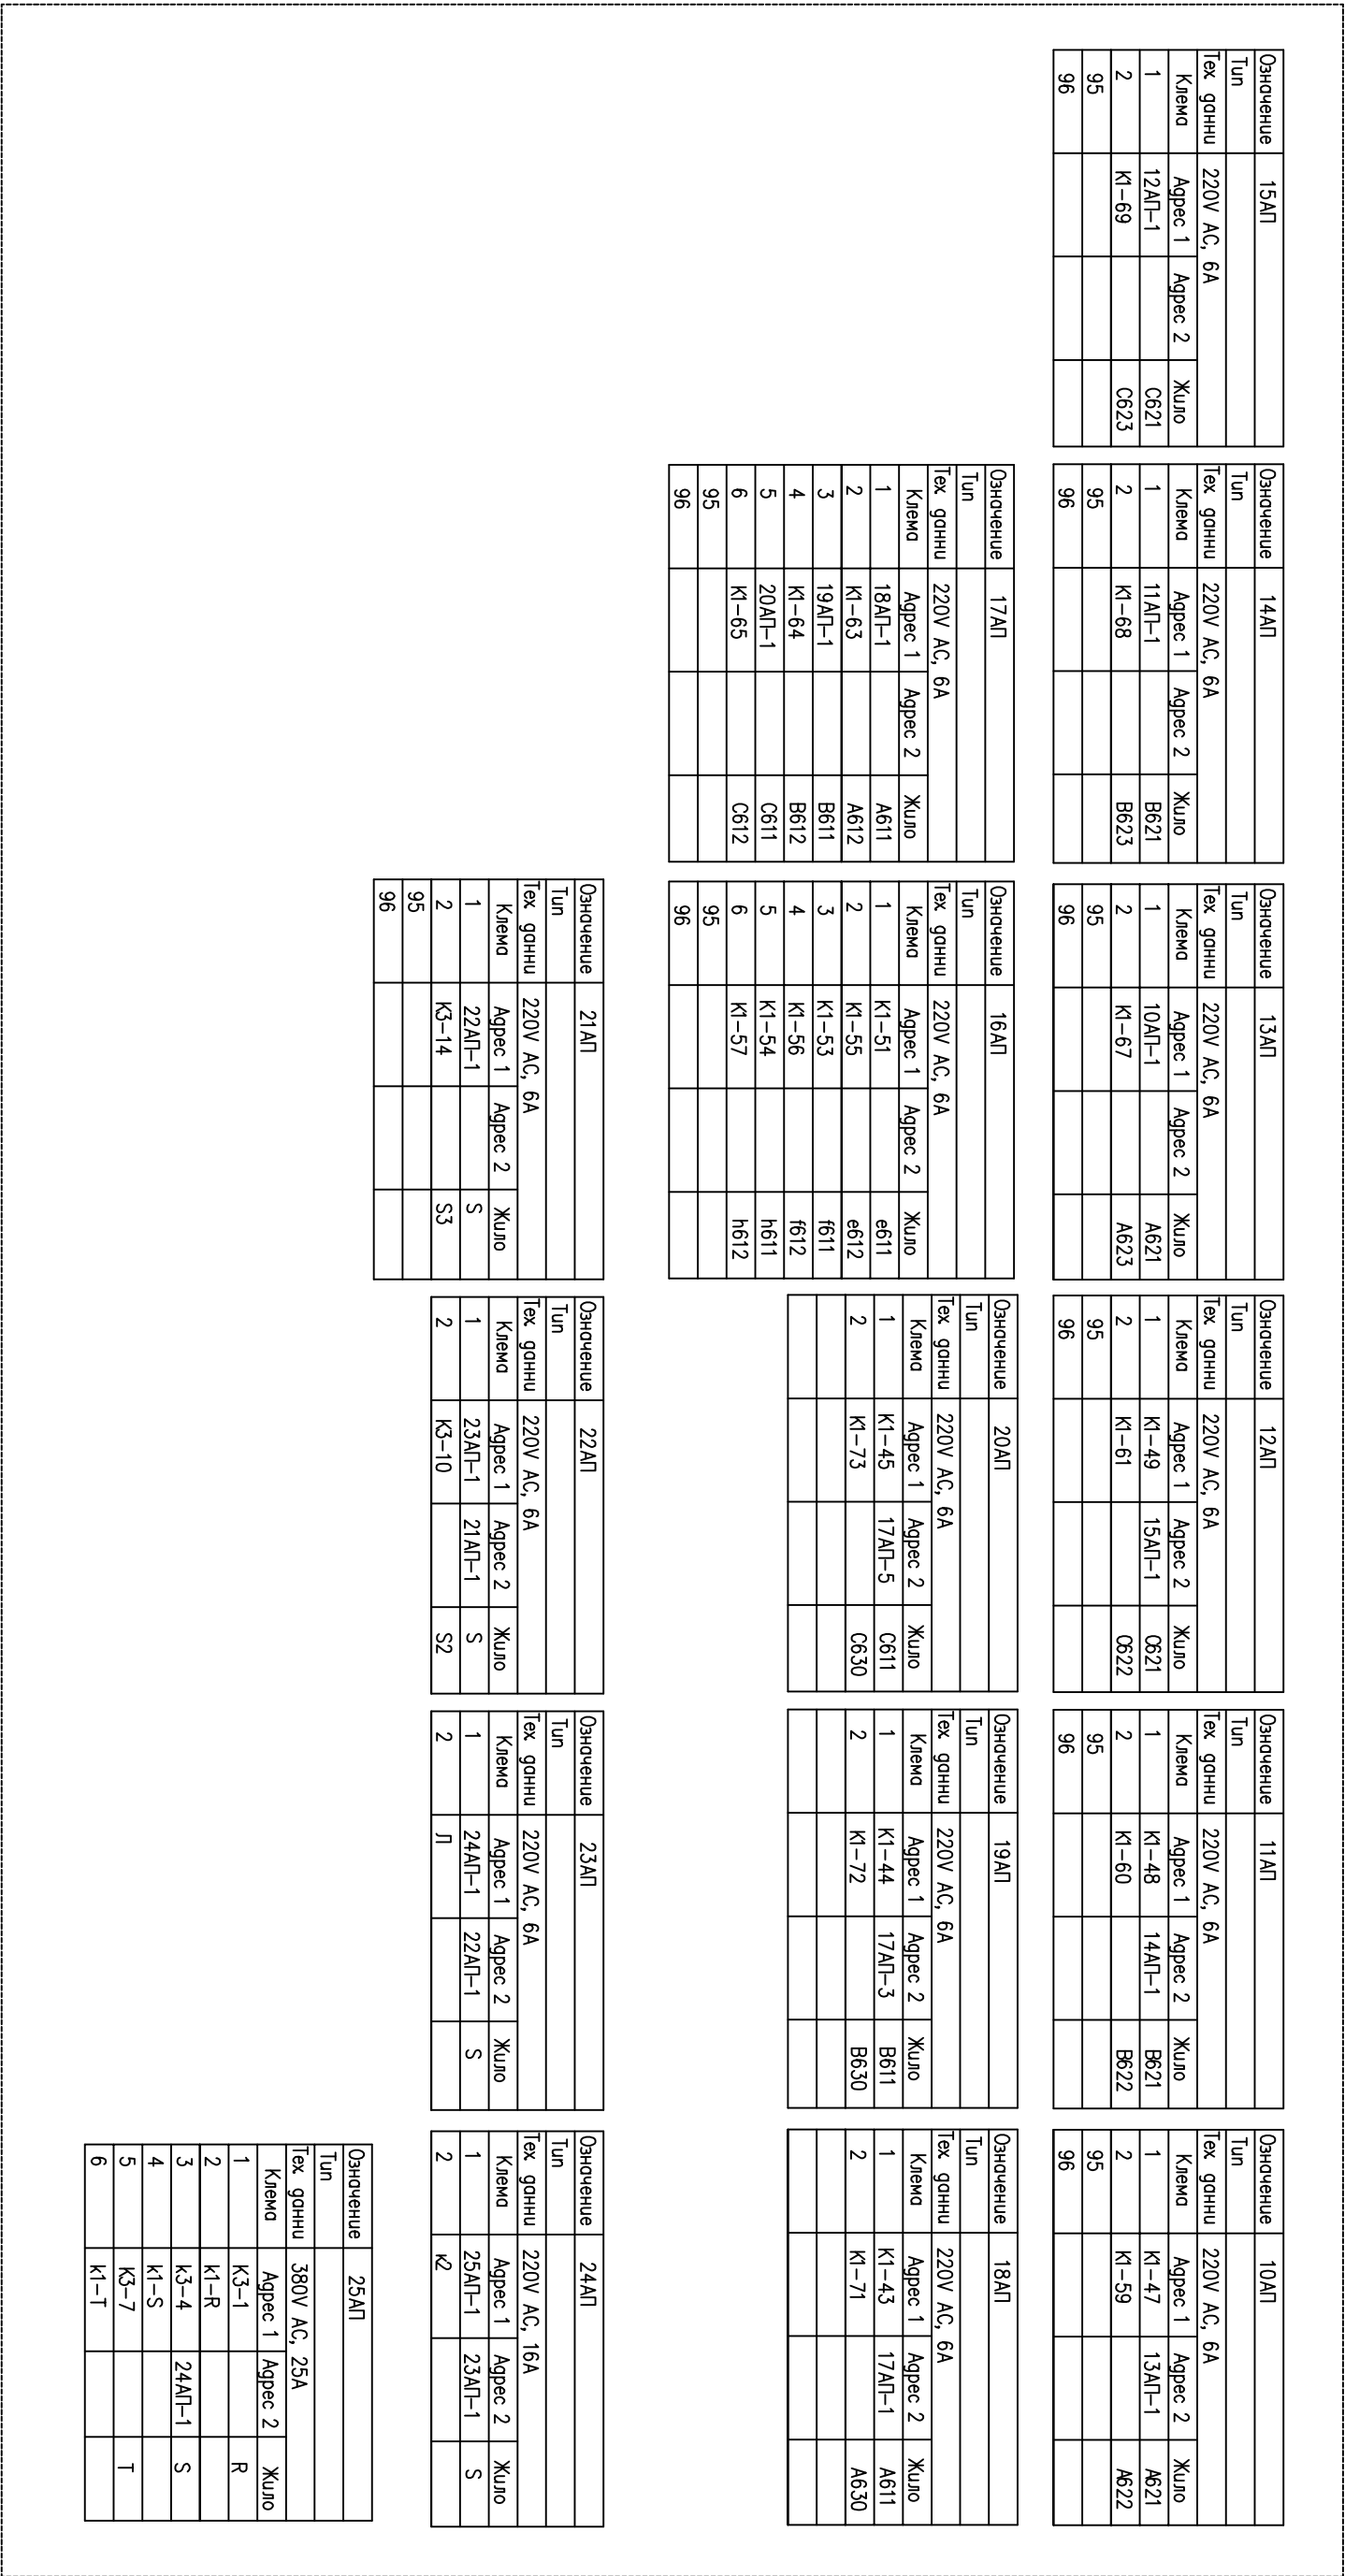 Означение 15АП
Тип
Тех данни 220V AC, 6A
Клема Адрес 1 Адрес 2 Жило
1 12АП-1 C621
2 K1-69 C623
95
96
Означение 14АП
Тип
Тех данни 220V AC, 6A
Клема Адрес 1 Адрес 2 Жило
1 11АП-1 B621
2 K1-68 B623
95
96
Означение 13АП
Тип
Тех данни 220V AC, 6A
Клема Адрес 1 Адрес 2 Жило
1 10АП-1 A621
2 K1-67 A623
95
96
Означение 12АП
Тип
Тех данни 220V AC, 6A
Клема Адрес 1 Адрес 2 Жило
1 K1-49 15АП-1 C621
2 K1-61 C622
95
96
Означение 11АП
Тип
Тех данни 220V AC, 6A
Клема Адрес 1 Адрес 2 Жило
1 K1-48 14АП-1 B621
2 K1-60 B622
95
96
Означение 10АП
Тип
Тех данни 220V AC, 6A
Клема Адрес 1 Адрес 2 Жило
1 K1-47 13АП-1 A621
2 K1-59 A622
95
96
Означение 17АП
Тип
Тех данни 220V AC, 6A
Клема Адрес 1 Адрес 2 Жило
1 18АП-1 A611
2 K1-63 A612
3 19АП-1 B611
4 K1-64 B612
5 20АП-1 C611
6 K1-65 C612
95
96
Означение 16АП
Тип
Тех данни 220V AC, 6A
Клема Адрес 1 Адрес 2 Жило
1 K1-51 e611
2 K1-55 e612
3 K1-53 f611
4 K1-56 f612
5 K1-54 h611
6 K1-57 h612
95
96
Означение 20АП
Тип
Тех данни 220V AC, 6A
Клема Адрес 1 Адрес 2 Жило
1 K1-45 17АП-5 C611
2 K1-73 C630
Означение 19АП
Тип
Тех данни 220V AC, 6A
Клема Адрес 1 Адрес 2 Жило
1 K1-44 17АП-3 B611
2 K1-72 B630
Означение 18АП
Тип
Тех данни 220V AC, 6A
Клема Адрес 1 Адрес 2 Жило
1 K1-43 17АП-1 A611
2 K1-71 A630
Означение 21АП
Тип
Тех данни 220V AC, 6A
Клема Адрес 1 Адрес 2 Жило
1 22АП-1 S
2 K3-14 S3
95
96
Означение 22АП
Тип
Тех данни 220V AC, 6A
Клема Адрес 1 Адрес 2 Жило
1 23АП-1 21АП-1 S
2 K3-10 S2
Означение 23АП
Тип
Тех данни 220V AC, 6A
Клема Адрес 1 Адрес 2 Жило
1 24АП-1 22АП-1 S
2 Л
Означение 24АП
Тип
Тех данни 220V AC, 16A
Клема Адрес 1 Адрес 2 Жило
1 25АП-1 23АП-1 S
2 к2
Означение 25АП
Тип
Тех данни 380V AC, 25A
Клема Адрес 1 Адрес 2 Жило
1 K3-1 R
2 k1-R
3 k3-4 24АП-1 S
4 k1-S
5 K3-7 T
6 k1-T